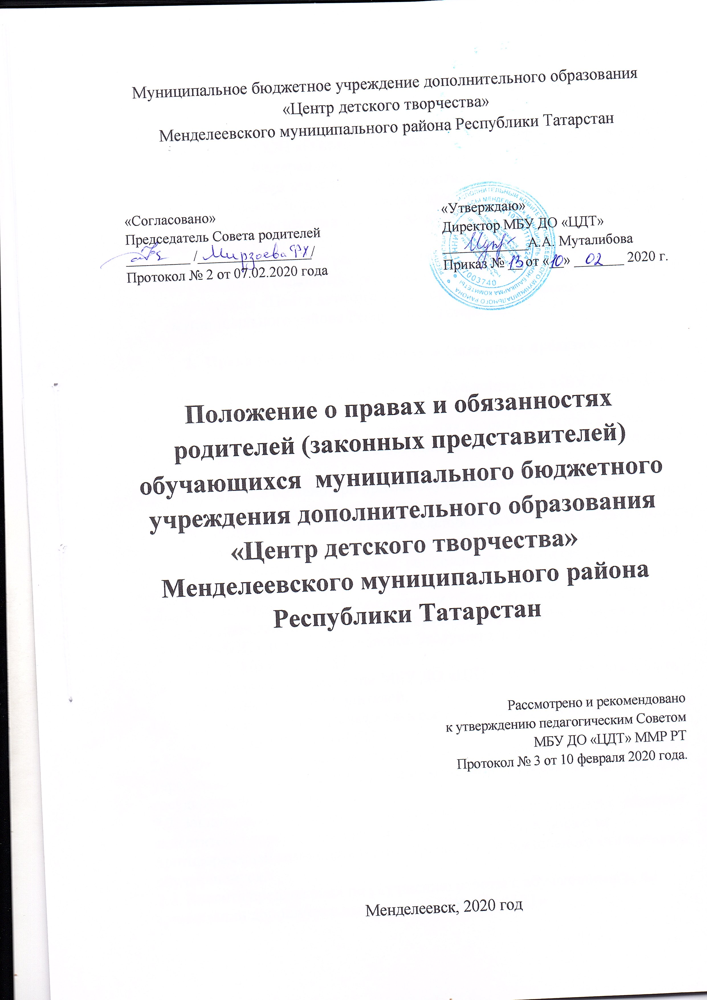 Муниципальное бюджетное учреждение дополнительного образования
«Центр детского творчества»
Менделеевского муниципального района Республики Татарстан
«Согласовано»
Председатель Совета родителей
/ Мирзоева Ф.Х /
Протокол № 2 от 07.02.2020 года
«Утверждаю»
Директор МБУ ДО «ЦДТ»
А.А. Муталибова
Приказ № 13 от «10» 02 2020 г.
Положение о правах и обязанностях
родителей (законных представителей)
обучающихся муниципального бюджетного
учреждения дополнительного образования
«Центр детского творчества»
Менделеевского муниципального района
Республики Татарстан
Рассмотрено и рекомендовано
к утверждению педагогическим Советом
МБУ ДО «ЦДТ» ММР РТ
Протокол № 3 от 10 февраля 2020 года.
Менделеевск, 2020 год